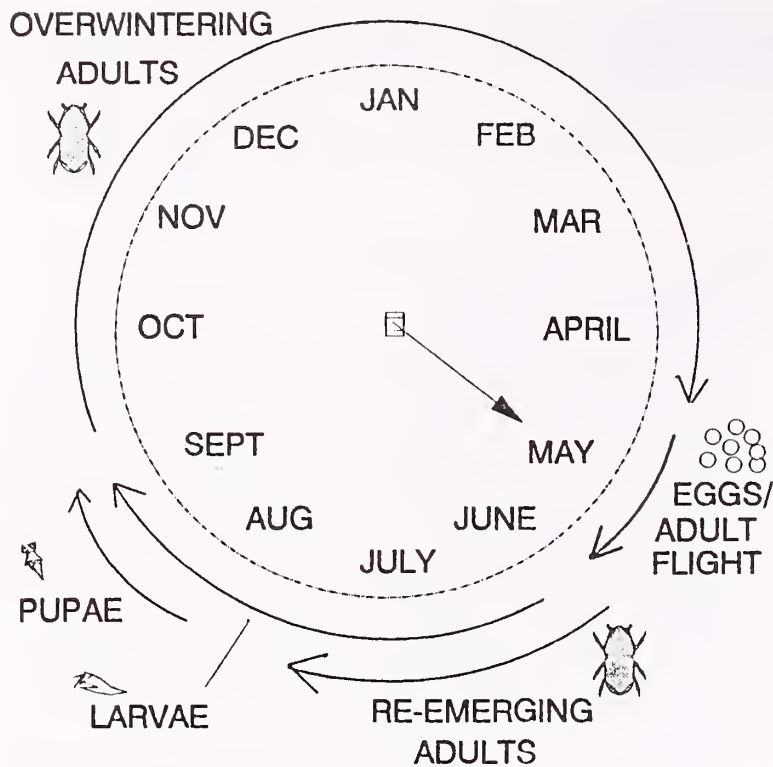 OVERWINTERING
ADULTS
JAN
FEB
MAR
APRIL
MAY
JUNE
JULY
AUG
SEPT
OCT
NOV
DEC
EGGS/
ADULT
FLIGHT
RE-EMERGING
ADULTS
LARVAE
PUPAE